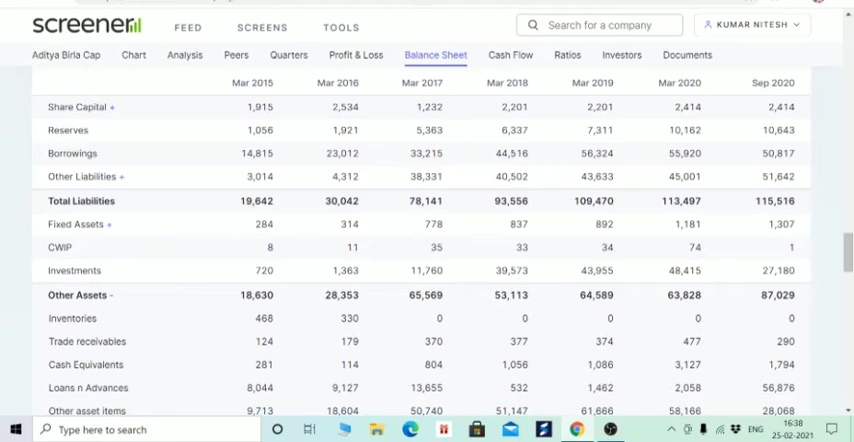 screener
FEED SCREENS TOOLS
Search for a company
KUMAR NITESH
Aditya Birla Cap Chart Analysis Peers Quarters Profit & Loss Balance Sheet Cash Flow Ratios Investors Documents
Mar 2015 Mar 2016 Mar 2017 Mar 2018 Mar 2019 Mar 2020 Sep 2020
Share Capital + 1,915 2,534 1,232 2,201 2,201 2,414 2,414
Reserves 1,056 1,921 5,363 6,337 7,311 10,162 10,643
Borrowings 14,815 23,012 33,215 44,516 56,324 55,920 50,817
Other Liabilities + 3,014 4,312 38,331 40,502 43,633 45,001 51,642
Total Liabilities 19,642 30,042 78,141 93,556 109,470 113,497 115,516
Fixed Assets + 284 314 778 837 892 1,181 1,307
CWIP 8 11 35 33 34 74 1
Investments 720 1,363 11,760 39,573 43,955 48,415 27,180
Other Assets - 18,630 28,353 65,569 53,113 64,589 63,828 87,029
Inventories 468 330 0 0 0 0 0
Trade receivables 124 179 370 377 374 477 290
Cash Equivalents 281 114 804 1,056 1,086 3,127 1,794
Loans n Advances 8,044 9,127 13,655 532 1,462 2,058 56,876
Other asset items 9,713 18,604 50,740 51,147 61,666 58,166 28,068
Type here to search
ENG
16:38
25-02-2021